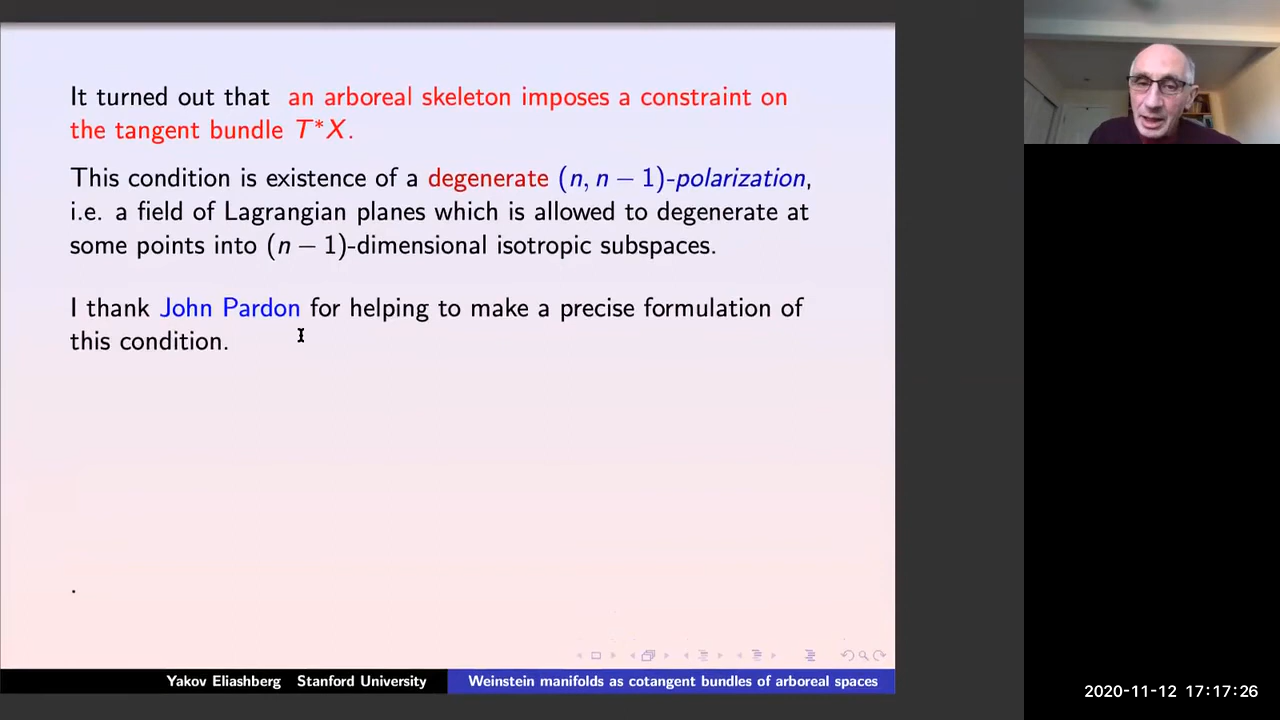 It turned out that an arboreal skeleton imposes a constraint on
the tangent bundle T*X.
This condition is existence of a degenerate (n, n − 1)-polarization,
i.e. a field of Lagrangian planes which is allowed to degenerate at
some points into (n − 1)-dimensional isotropic subspaces.
I thank John Pardon for helping to make a precise formulation of
this condition.
.
Yakov Eliashberg Stanford University
Weinstein manifolds as cotangent bundles of arboreal spaces
2020-11-12 17:17:26